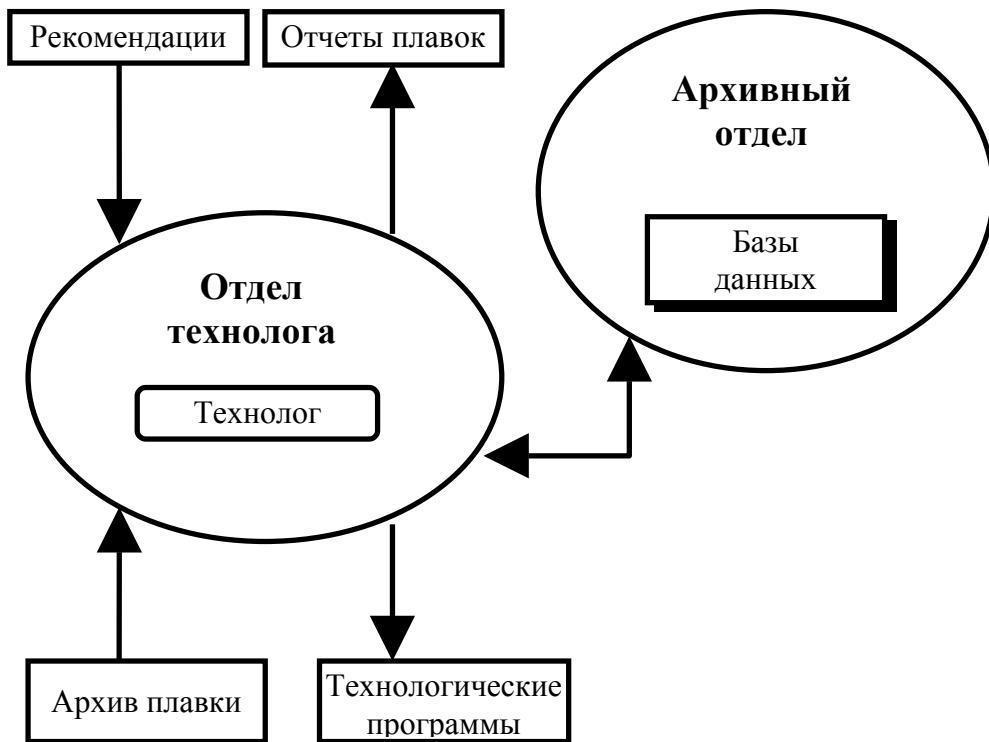 Рекомендации
Отчеты плавок
Архивный
отдел
Базы
данных
Отдел
технолога
Технолог
Архив плавки
Технологические
программы